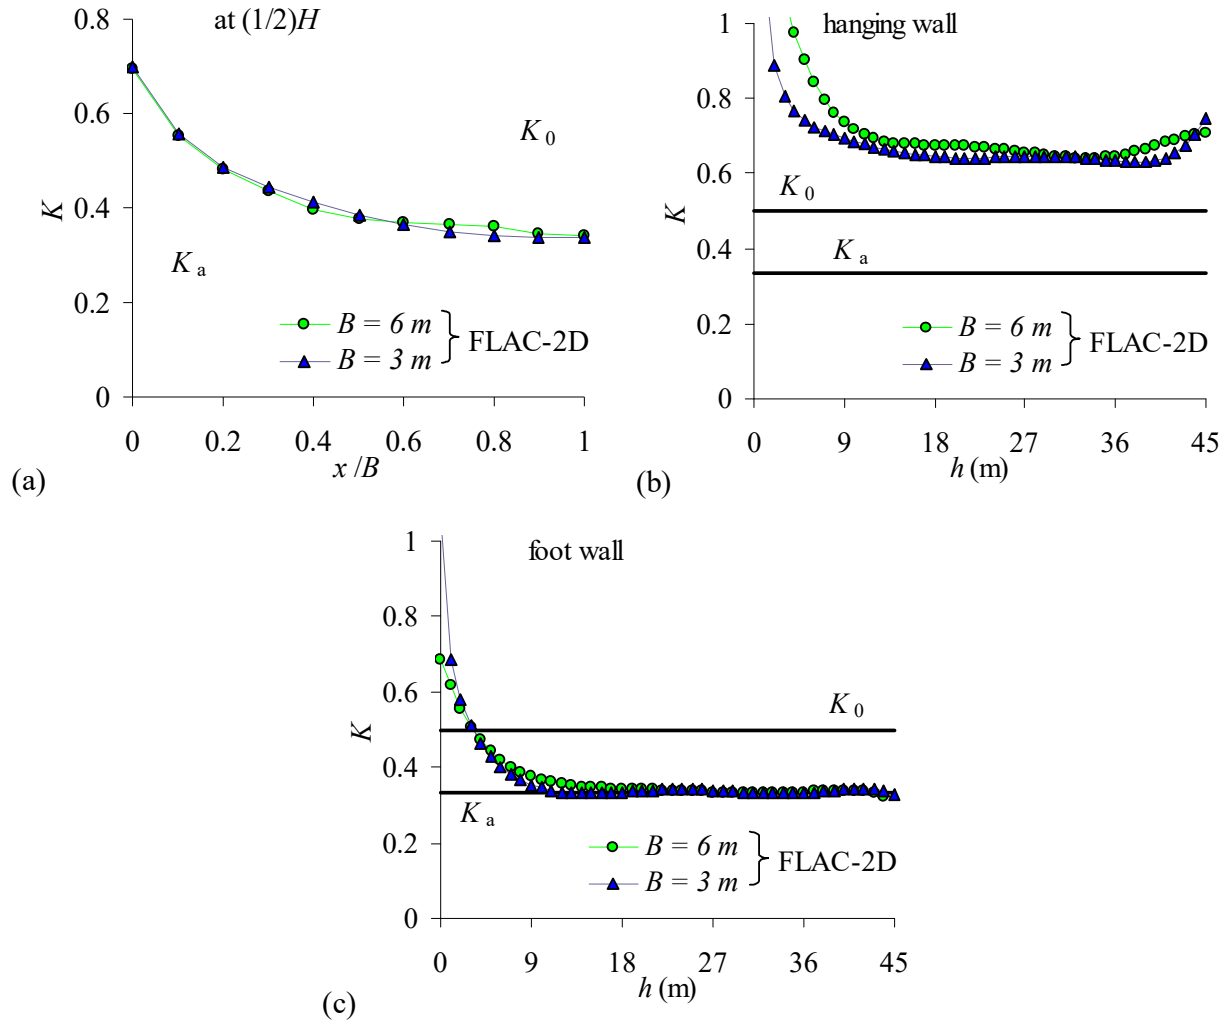 at (1/2)H
0.8
0.6
0.4
0.2
0
K
K0
Ka
B = 6 m
B = 3 m
FLAC-2D
0 0.2 0.4 0.6 0.8 1
x /B
(a)
hanging wall
1
0.8
0.6
0.4
0.2
0
K
K0
Ka
B = 6 m
B = 3 m
FLAC-2D
0 9 18 27 36 45
h (m)
(b)
foot wall
1
0.8
0.6
0.4
0.2
0
K
K0
Ka
B = 6 m
B = 3 m
FLAC-2D
0 9 18 27 36 45
h (m)
(c)